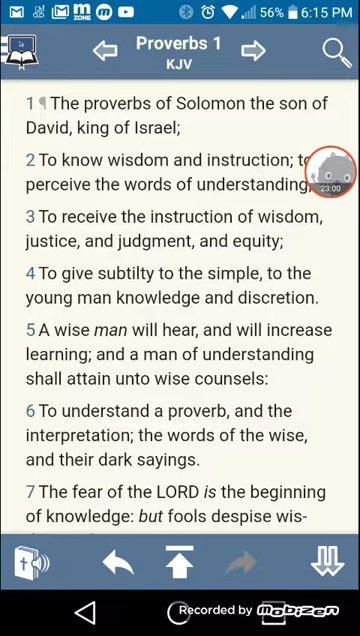 56% 6:15 PM
Proverbs 1
KJV
1 ¶ The proverbs of Solomon the son of
David, king of Israel;
2 To know wisdom and instruction; to
perceive the words of understanding;
23:00
3 To receive the instruction of wisdom,
justice, and judgment, and equity;
4 To give subtilty to the simple, to the
young man knowledge and discretion.
5 A wise man will hear, and will increase
learning; and a man of understanding
shall attain unto wise counsels:
6 To understand a proverb, and the
interpretation; the words of the wise,
and their dark sayings.
7 The fear of the LORD is the beginning
of knowledge: but fools despise wis-
Recorded by mobizen